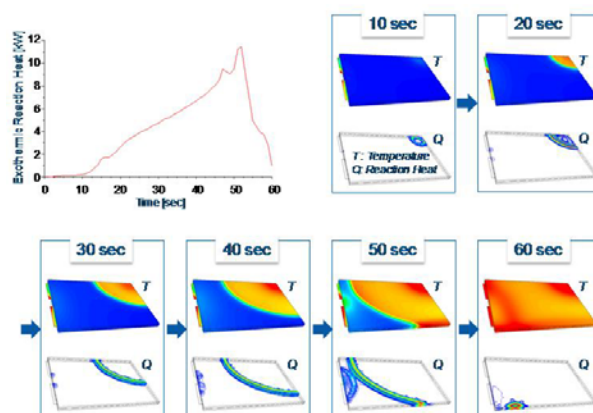 Exothermic Reaction Heat [kW]
12
10
8
6
4
2
0
0
10
20
30
40
50
60
Time [sec]
10 sec
T
Q
T : Temperature
Q: Reaction Heat
20 sec
T
Q
30 sec
T
Q
40 sec
T
Q
50 sec
T
Q
60 sec
T
Q